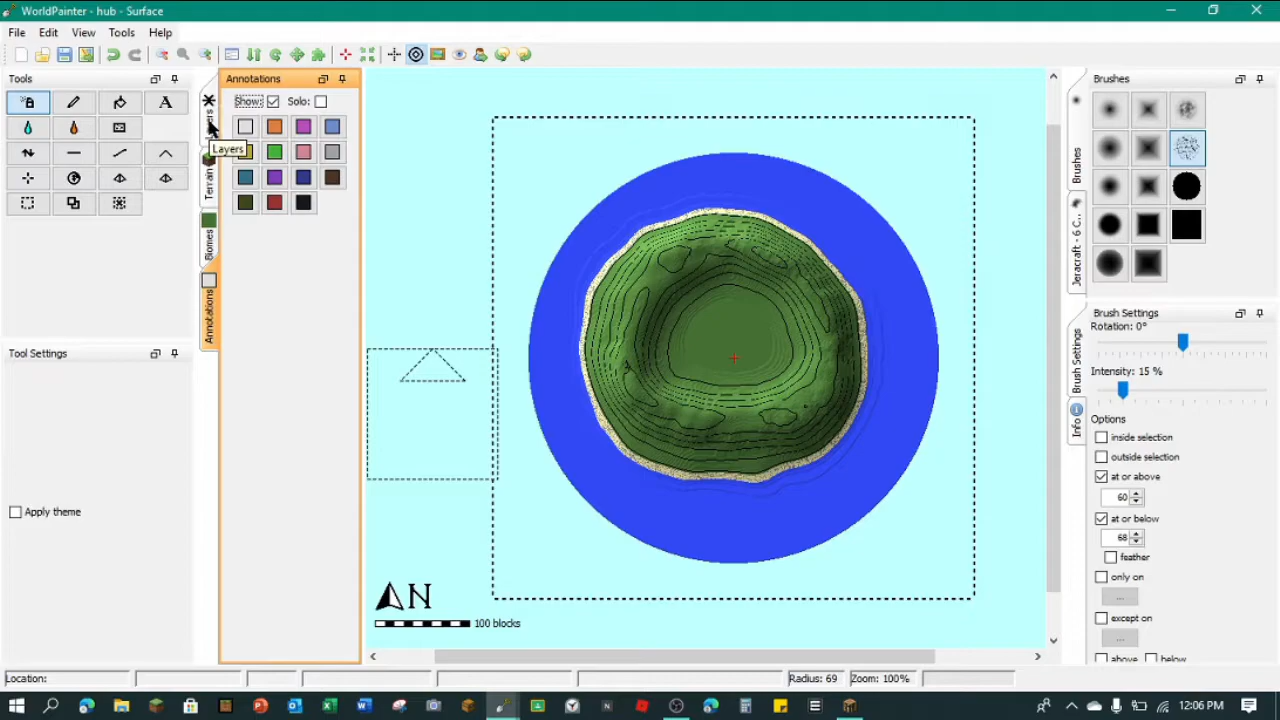 WorldPainter - hub - Surface
File Edit View Tools Help
Tools
Annotations
Brushes
Show: Solo:
Layers
Terrain
Biomes
Annotations
A
Tool Settings
Apply theme
N
100 blocks
Brushes
Jeracraft - 6 C
Brush Settings
Info
Brush Settings
Rotation: 0°
Intensity: 15 %
Options
inside selection
outside selection
at or above
60
at or below
68
feather
only on
...
except on
...
above below
Location:
Radius: 69
Zoom: 100%
12:06 PM